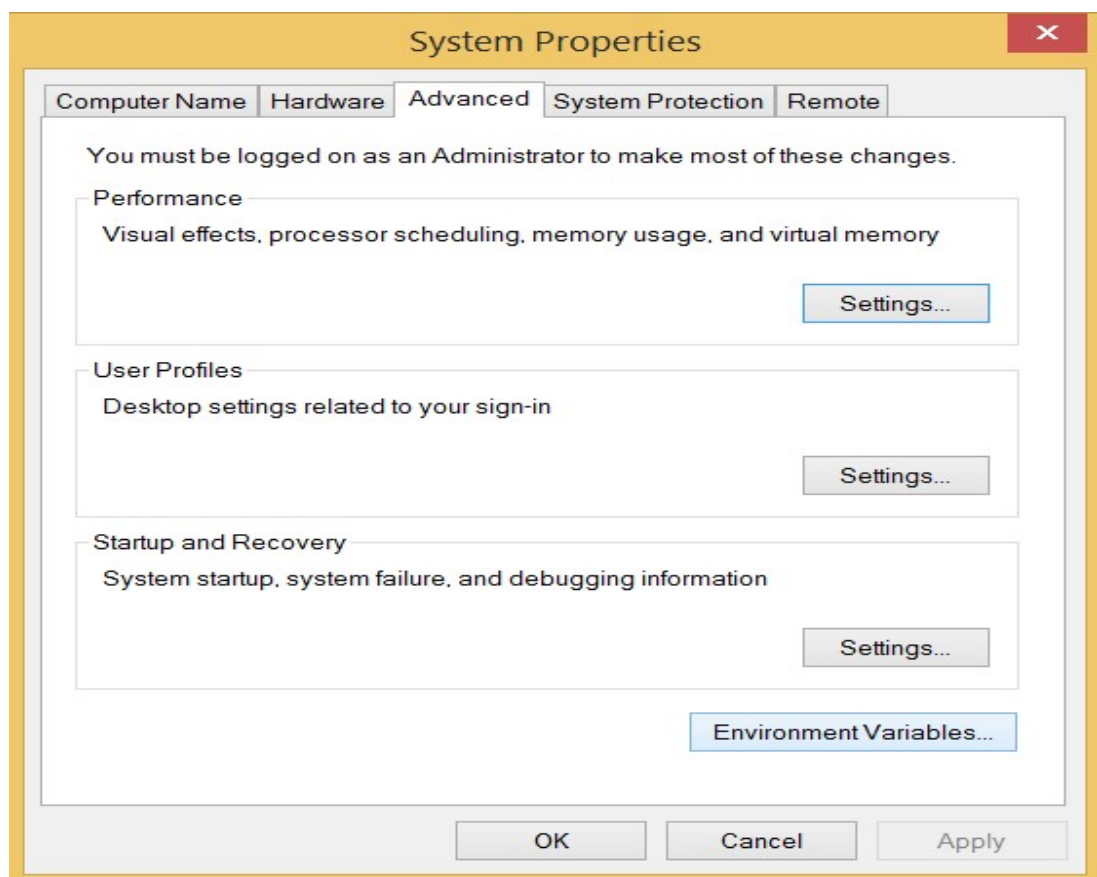 System Properties
Computer Name Hardware Advanced System Protection Remote
You must be logged on as an Administrator to make most of these changes.
Performance
Visual effects, processor scheduling, memory usage, and virtual memory
Settings...
User Profiles
Desktop settings related to your sign-in
Settings...
Startup and Recovery
System startup, system failure, and debugging information
Settings...
Environment Variables...
OK Cancel Apply